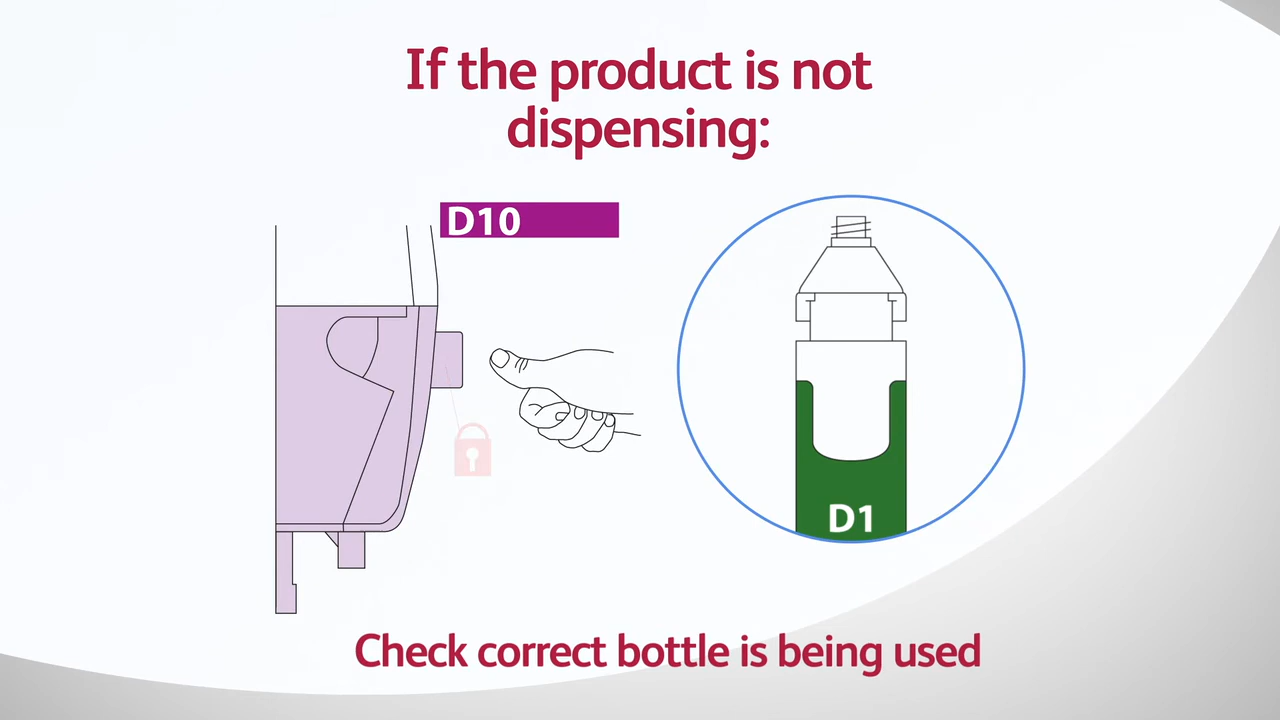 If the product is not
dispensing:
D10
D1
Check correct bottle is being used